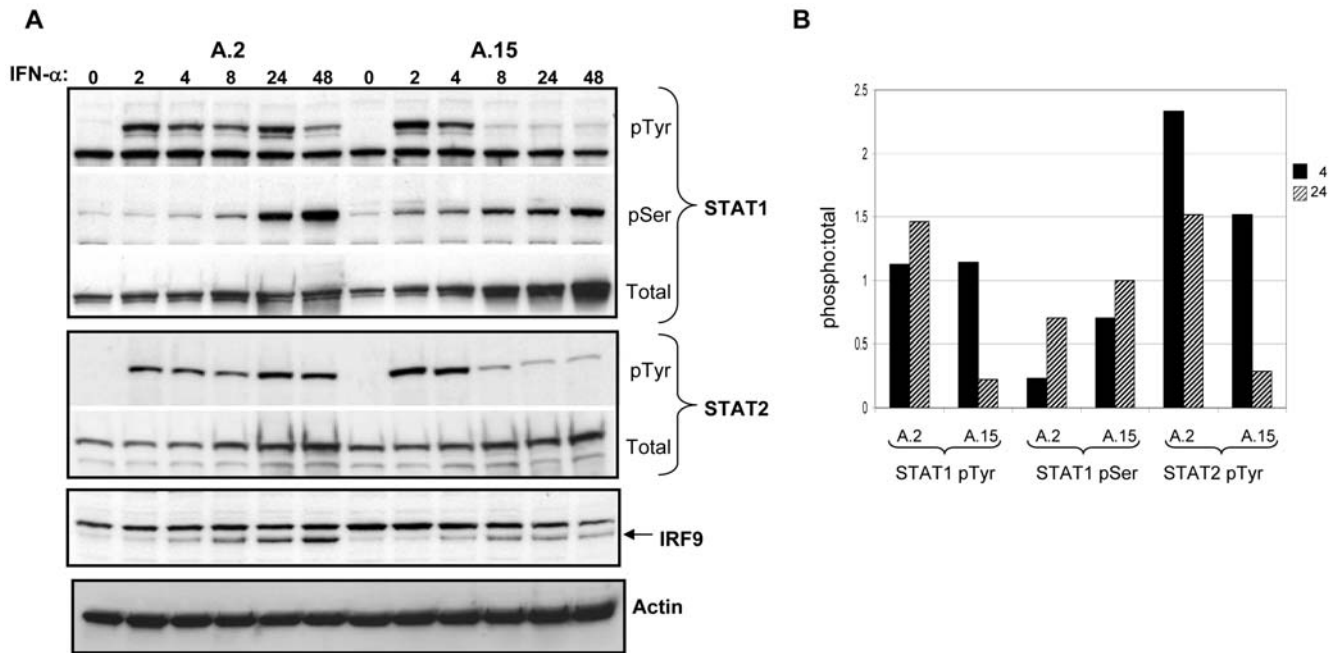 A
A.2 A.15
IFN-α: 0 2 4 8 24 48 0 2 4 8 24 48
pTyr
pSer
STAT1
Total
pTyr
STAT2
Total
IRF9
Actin
B
phospho:total
2.5
2
1.5
1
0.5
0
4
24
A.2 A.15 A.2 A.15 A.2 A.15
STAT1 pTyr STAT1 pSer STAT2 pTyr